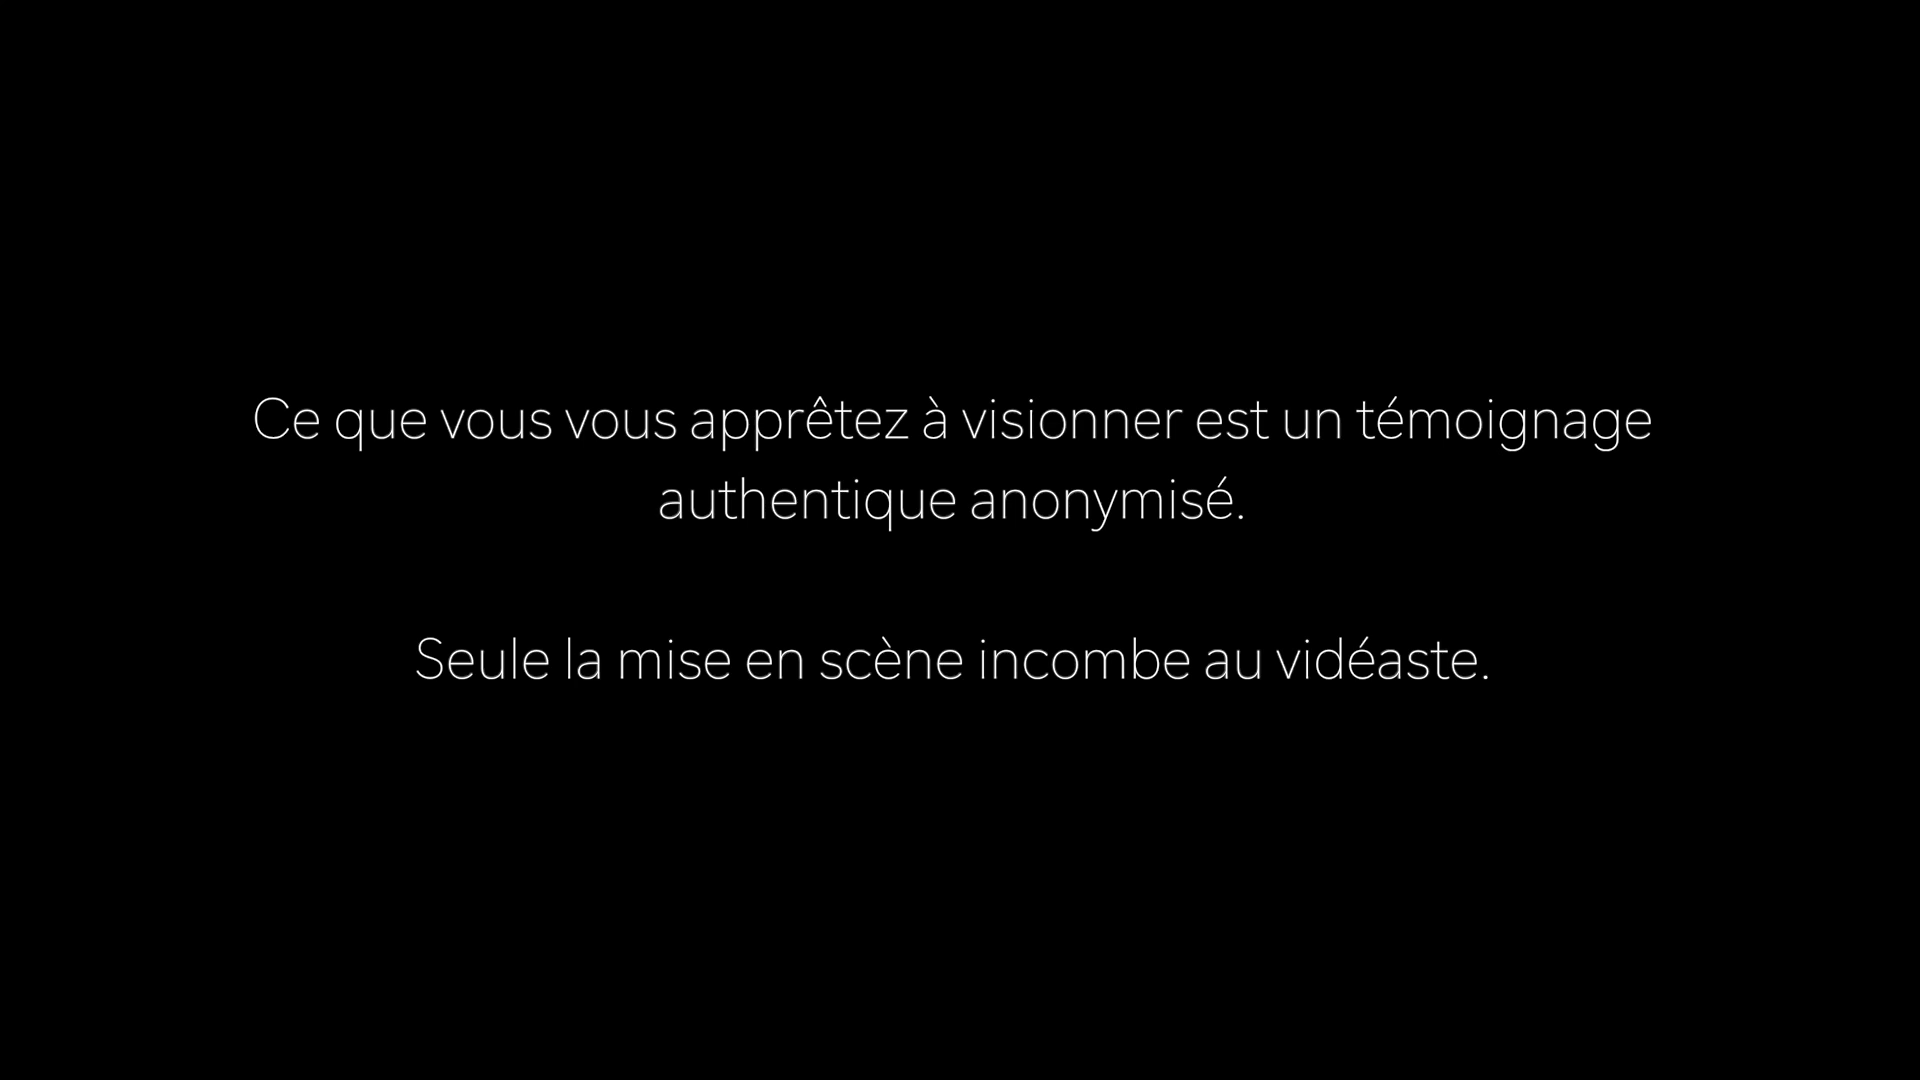 Ce que vous vous apprêtez à visionner est un témoignage
authentique anonymisé.
Seule la mise en scène incombe au vidéaste.